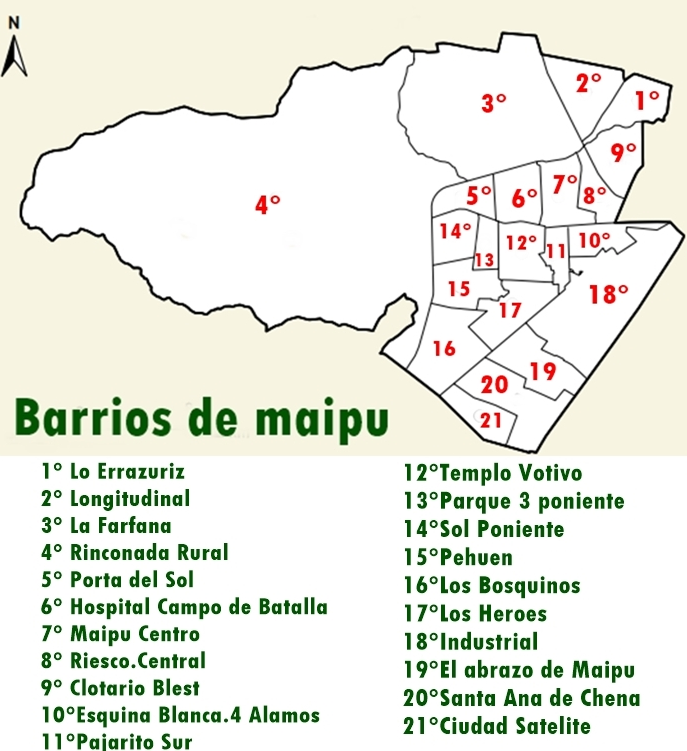 N
2°
1°
3°
9°
7°
5°
6°
8°
4°
14°
12°
10°
11
13
15
18°
17
16
19
20
21
Barrios de maipu
1° Lo Errazuriz
2° Longitudinal
3° La Farfana
4° Rinconada Rural
5° Porta del Sol
6° Hospital Campo de Batalla
7° Maipu Centro
8° Riesco.Central
9° Clotario Blest
10°Esquina Blanca.4 Alamos
11°Pajarito Sur
12°Templo Votivo
13°Parque 3 poniente
14°Sol Poniente
15°Pehuen
16°Los Bosquinos
17°Los Heroes
18°Industrial
19°El abrazo de Maipu
20°Santa Ana de Chena
21°Ciudad Satelite